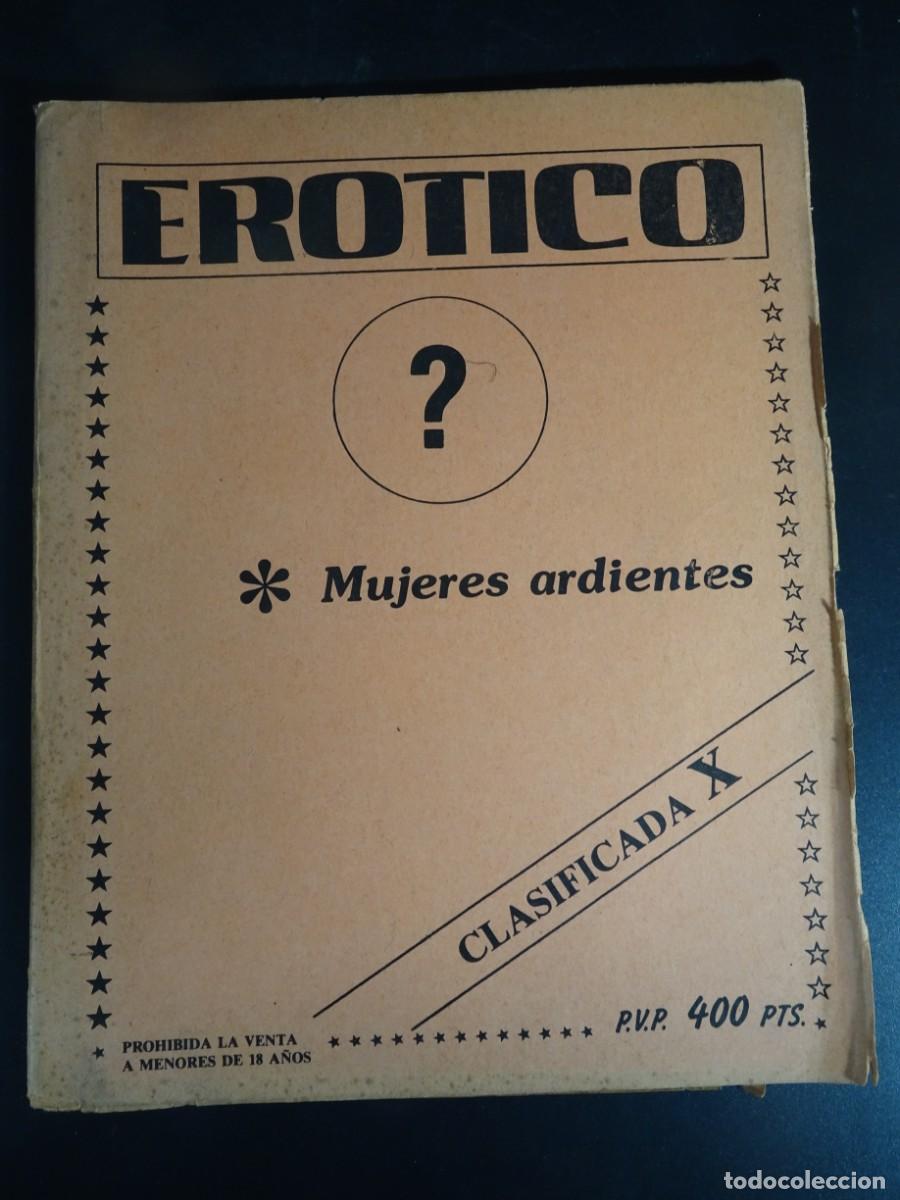 EROTICO
?
* Mujeres ardientes
CLASIFICADA X
P.V.P. 400 PTS.
PROHIBIDA LA VENTA
A MENORES DE 18 AÑOS
todocoleccion